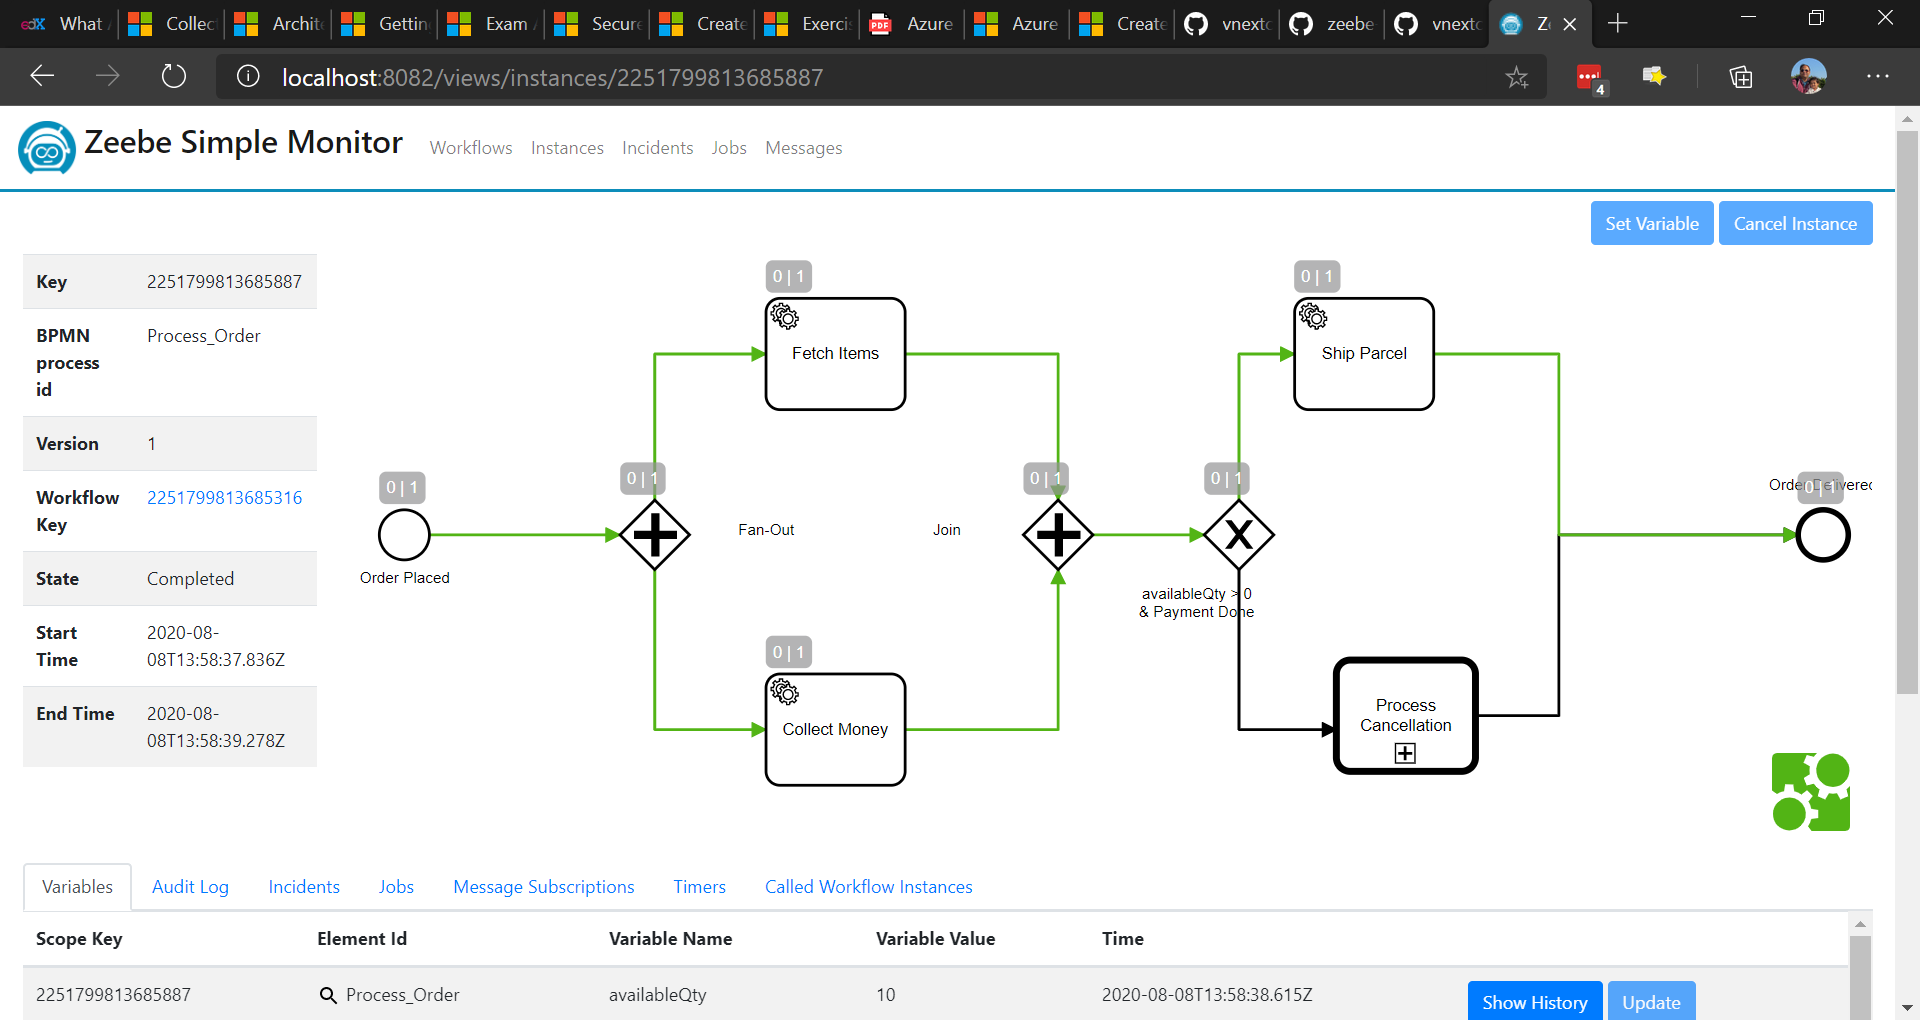 edX What
Collec
Archite
Getting
Exam
Secure
Create
Exercis
PDF Azure
Azure
Create
vnextc
zeebe
vnextc
Ze
localhost:8082/views/instances/2251799813685887
4
Zeebe Simple Monitor Workflows Instances Incidents Jobs Messages
Set Variable Cancel Instance
Key 2251799813685887
BPMN process id Process_Order
Version 1
Workflow Key 2251799813685316
State Completed
Start Time 2020-08-08T13:58:37.836Z
End Time 2020-08-08T13:58:39.278Z
0 | 1
Order Placed
0 | 1
Fan-Out
0 | 1
Fetch Items
0 | 1
Collect Money
Join
0 | 1
0 | 1
X
availableQty > 0
& Payment Done
0 | 1
Ship Parcel
Process
Cancellation
Order Delivered
0 | 1
Variables Audit Log Incidents Jobs Message Subscriptions Timers Called Workflow Instances
Scope Key Element Id Variable Name Variable Value Time
2251799813685887 Process_Order availableQty 10 2020-08-08T13:58:38.615Z Show History Update